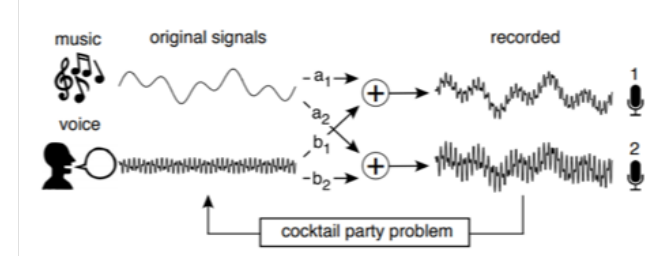 music
original signals
recorded
a1
1
voice
a2
b1
2
b2
cocktail party problem